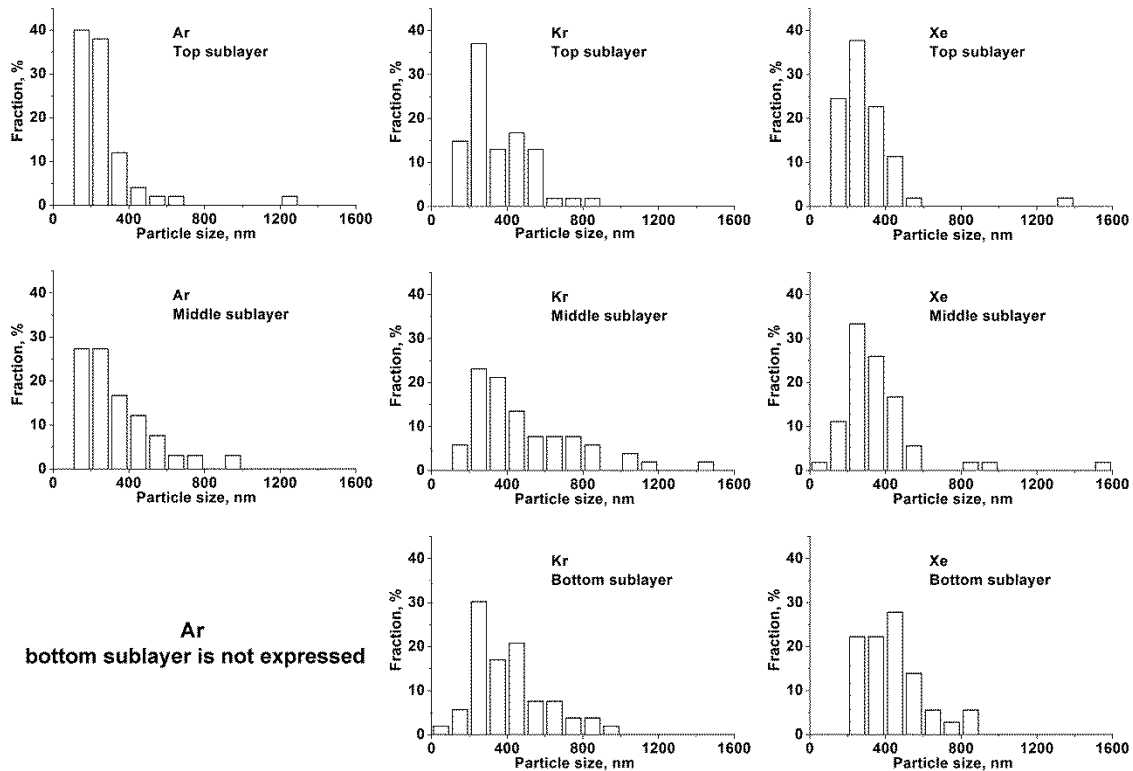 Ar
Top sublayer
Fraction, %
40
30
20
10
0
0 400 800 1200 1600
Particle size, nm
Kr
Top sublayer
Fraction, %
40
30
20
10
0
0 400 800 1200 1600
Particle size, nm
Xe
Top sublayer
Fraction, %
40
30
20
10
0
0 400 800 1200 1600
Particle size, nm
Ar
Middle sublayer
Fraction, %
40
30
20
10
0
0 400 800 1200 1600
Particle size, nm
Kr
Middle sublayer
Fraction, %
40
30
20
10
0
0 400 800 1200 1600
Particle size, nm
Xe
Middle sublayer
Fraction, %
40
30
20
10
0
0 400 800 1200 1600
Particle size, nm
Ar
bottom sublayer is not expressed
Kr
Bottom sublayer
Fraction, %
40
30
20
10
0
0 400 800 1200 1600
Particle size, nm
Xe
Bottom sublayer
Fraction, %
40
30
20
10
0
0 400 800 1200 1600
Particle size, nm